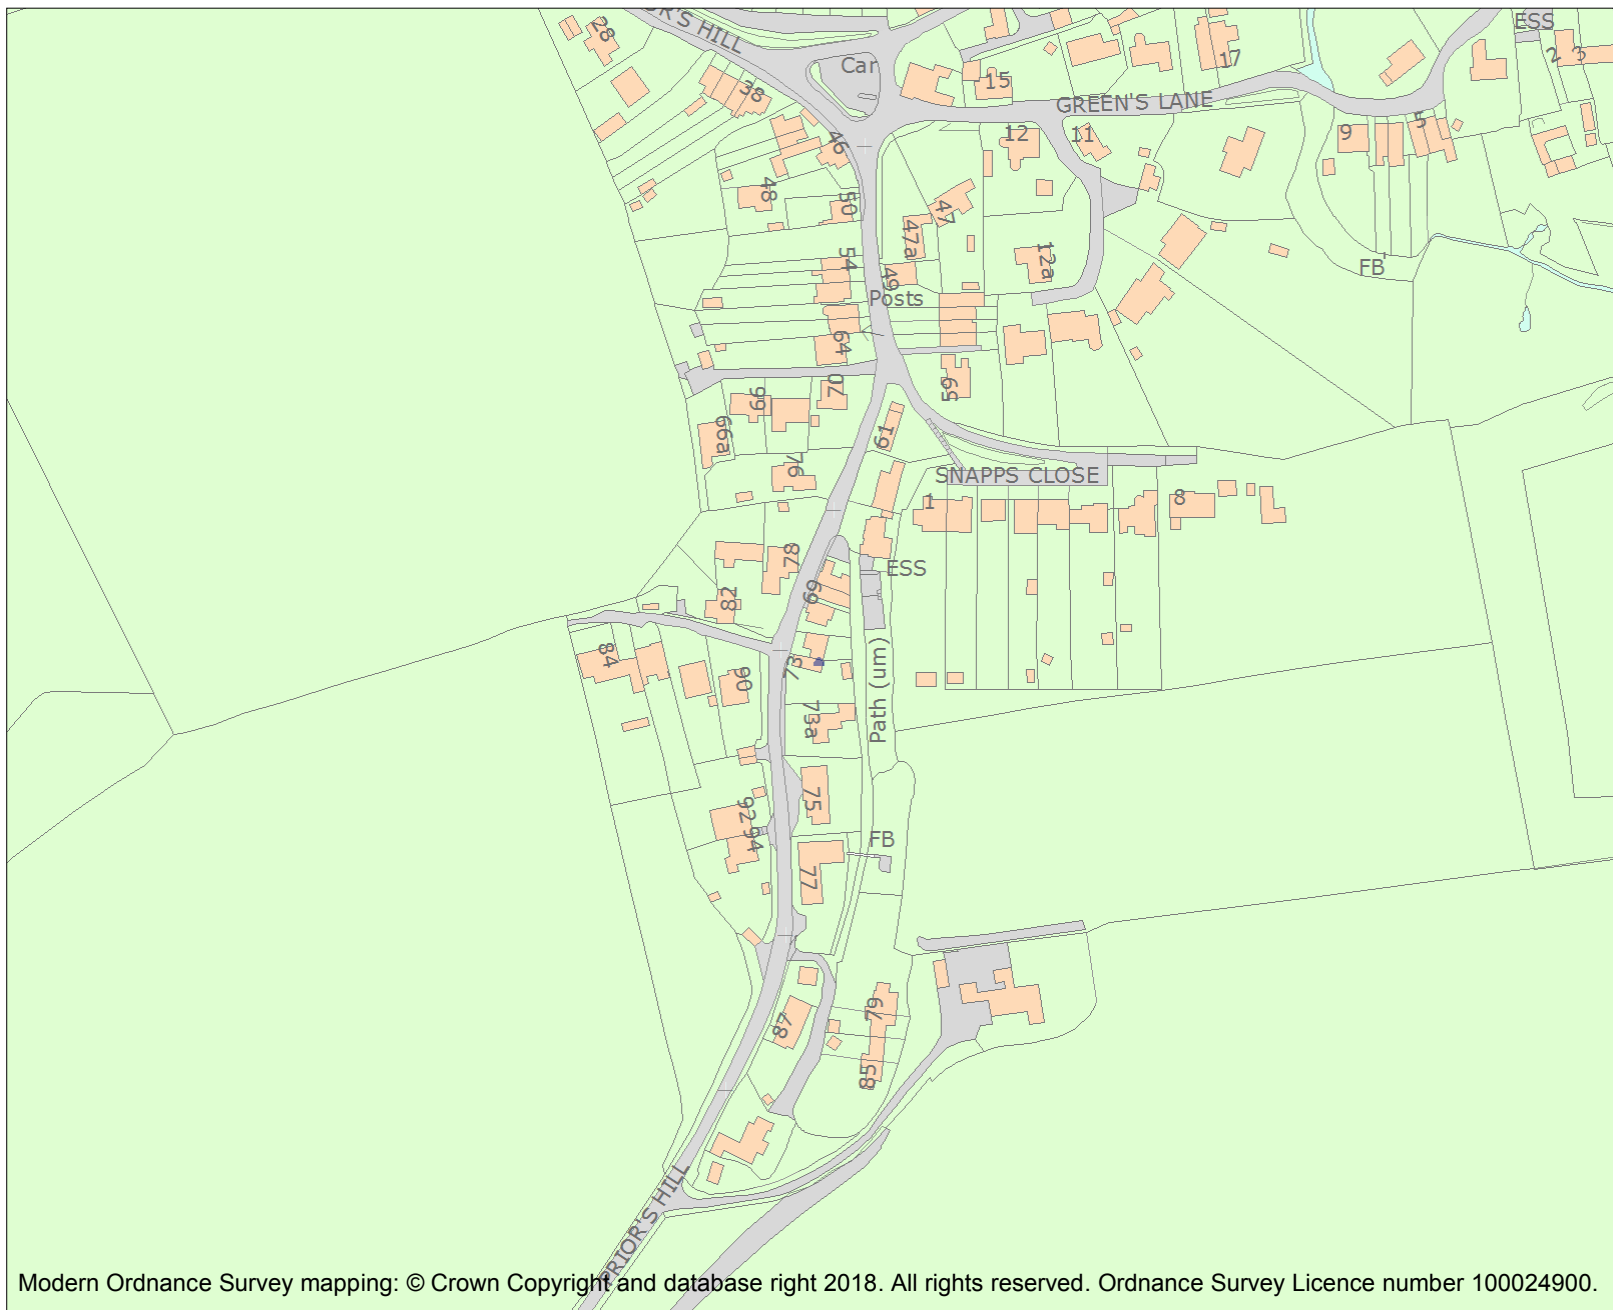 28
OR'S HILL
ESS
Car
2
3
17
15
38
GREEN'S LANE
46
12
11
9
5
48
50
47
47a
54
49
12a
FB
Posts
64
70
59
66
66a
61
76
SNAPPS CLOSE
1
8
78
ESS
82
69
84
73
90
Path (um)
73a
75
92
94
FB
77
79
87
85
PRIOR'S HILL
Modern Ordnance Survey mapping: © Crown Copyright and database right 2018. All rights reserved. Ordnance Survey Licence number 100024900.